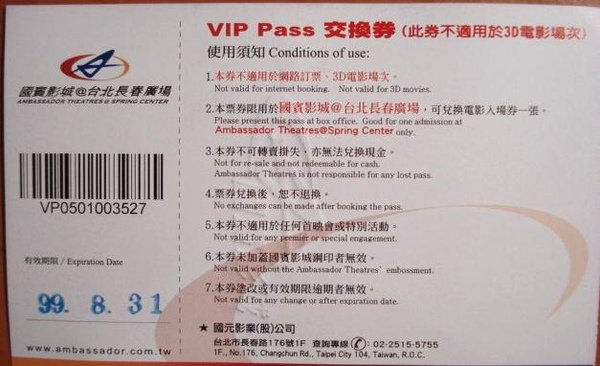 國賓影城@台北長春廣場
AMBASSADOR THEATRES @ SPRING CENTER
VP0501003527
有效期限 / Expiration Date
99. 8. 31
www.ambassador.com.tw
VIP Pass 交換券 (此券不適用於3D電影場次)
使用須知 Conditions of use:
1.本券不適用於網路訂票、3D電影場次。
Not valid for internet booking. Not valid for 3D movies.
2.本票券限用於國賓影城@台北長春廣場，可兌換電影入場券一張。
Please present this pass at box office. Good for one admission at
Ambassador Theatres@Spring Center only.
3.本券不可轉賣掛失，亦無法兌換現金。
Not for re-sale and not redeemable for cash.
Ambassador Theatres is not responsible for any lost pass.
4.票券兌換後，恕不退換。
No exchanges can be made after booking the pass.
5.本券不適用於任何首映會或特別活動。
Not valid for any premier or special engagement.
6.本券未加蓋國賓影城鋼印者無效。
Not valid without the Ambassador Theatres' embossment.
7.本券塗改或有效期限逾期者無效。
Not valid for any change or after expiration date.
★ 國元影業(股)公司
台北市長春路176號1F 查詢專線 : 02-2515-5755
1F., No.176, Changchun Rd., Taipei City 104, Taiwan, R.O.C.